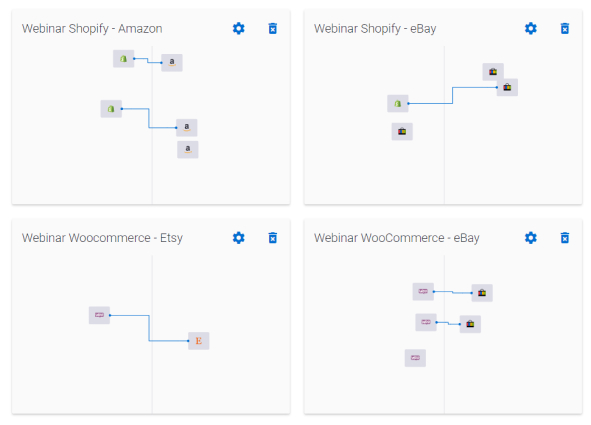 Webinar Shopify - Amazon
Webinar Shopify - eBay
Webinar Woocommerce - Etsy
E
Webinar WooCommerce - eBay